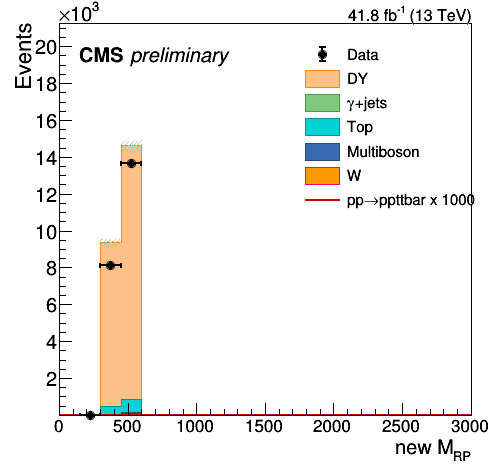 ×10³
41.8 fb⁻¹ (13 TeV)
Events
CMS preliminary
Data
DY
γ+jets
Top
Multiboson
W
pp→ppttbar x 1000
20
18
16
14
12
10
8
6
4
2
0 500 1000 1500 2000 2500 3000
new M_RP